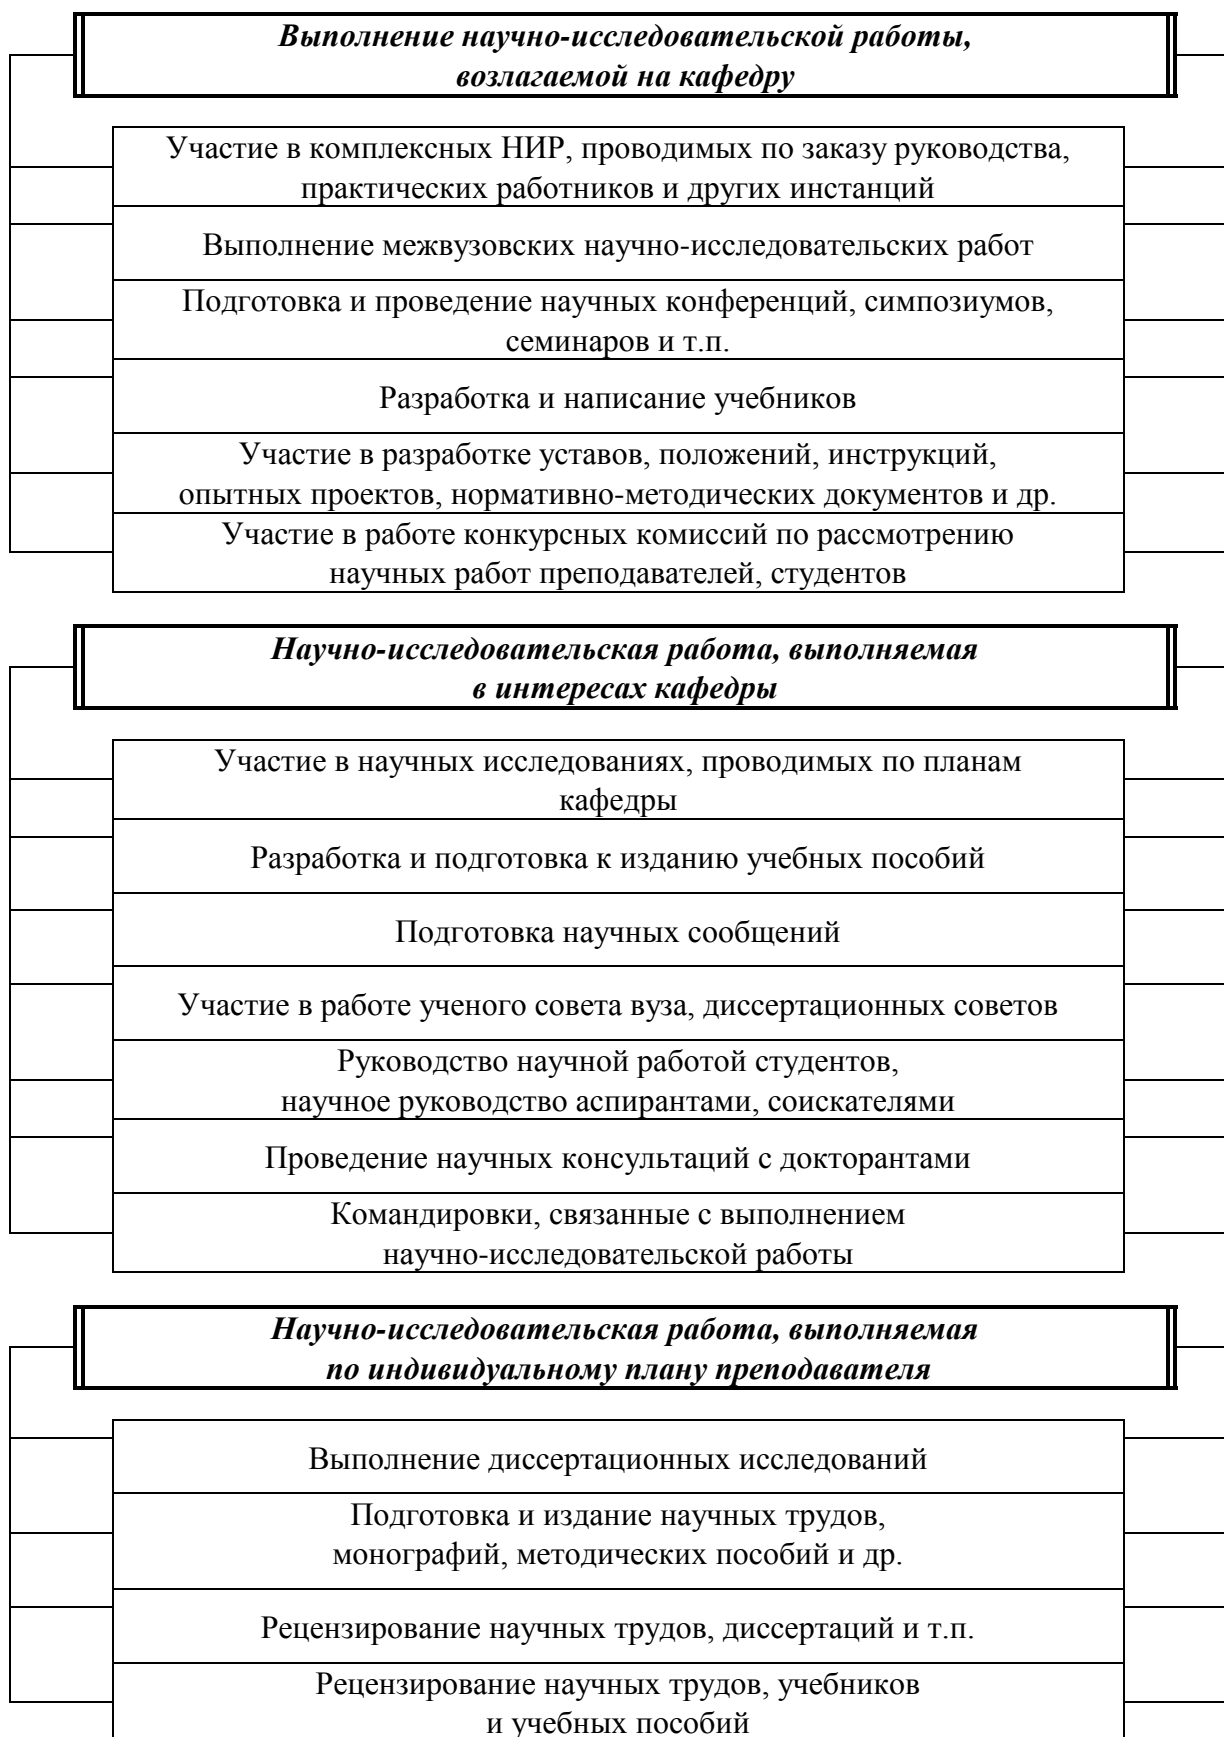 Выполнение научно-исследовательской работы,
возлагаемой на кафедру
Участие в комплексных НИР, проводимых по заказу руководства,
практических работников и других инстанций
Выполнение межвузовских научно-исследовательских работ
Подготовка и проведение научных конференций, симпозиумов,
семинаров и т.п.
Разработка и написание учебников
Участие в разработке уставов, положений, инструкций,
опытных проектов, нормативно-методических документов и др.
Участие в работе конкурсных комиссий по рассмотрению
научных работ преподавателей, студентов
Научно-исследовательская работа, выполняемая
в интересах кафедры
Участие в научных исследованиях, проводимых по планам
кафедры
Разработка и подготовка к изданию учебных пособий
Подготовка научных сообщений
Участие в работе ученого совета вуза, диссертационных советов
Руководство научной работой студентов,
научное руководство аспирантами, соискателями
Проведение научных консультаций с докторантами
Командировки, связанные с выполнением
научно-исследовательской работы
Научно-исследовательская работа, выполняемая
по индивидуальному плану преподавателя
Выполнение диссертационных исследований
Подготовка и издание научных трудов,
монографий, методических пособий и др.
Рецензирование научных трудов, диссертаций и т.п.
Рецензирование научных трудов, учебников
и учебных пособий